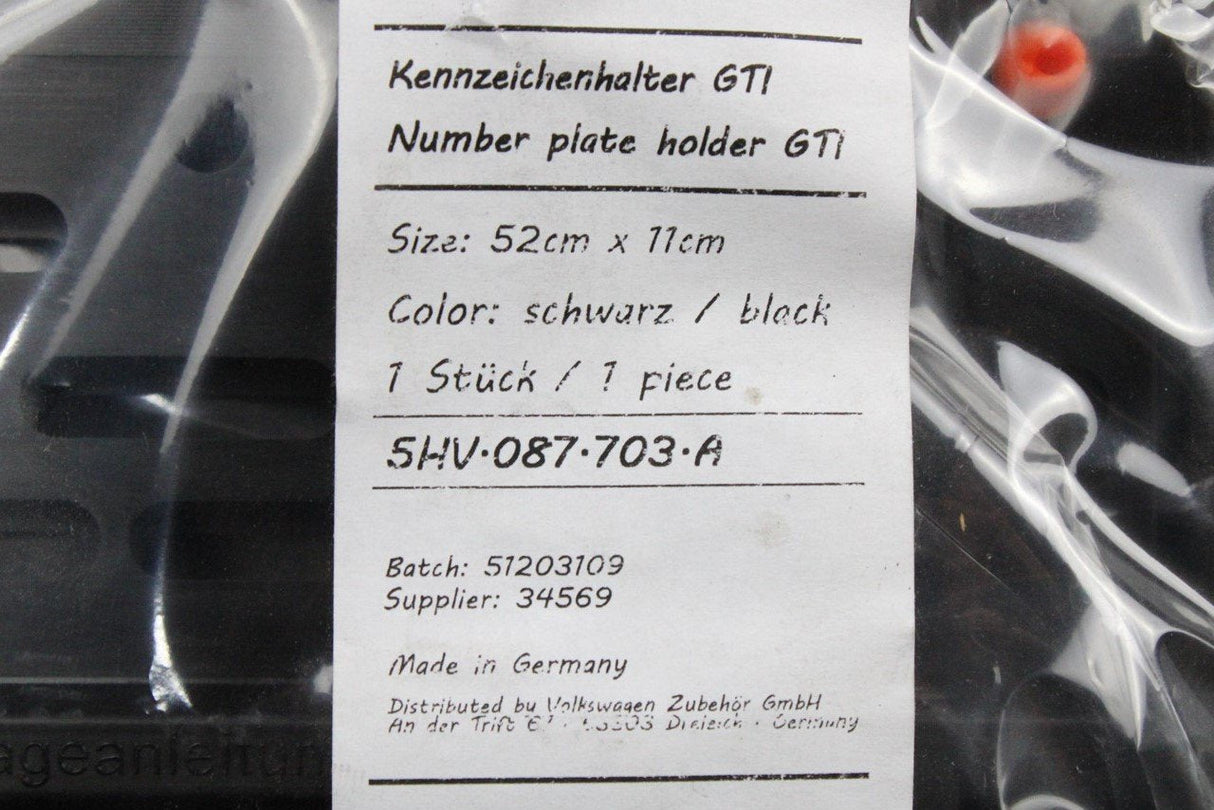 Kennzeichenhalter GTI
Number plate holder GTI
Size: 52cm x 11cm
Color: schwarz / black
1 Stück / 1 piece
5HV·087·703·A
Batch: 51203109
Supplier: 34569
Made in Germany
Distributed by Volkswagen Zubehör GmbH
An der Trift · Dreieich · Germany
ageanleitun